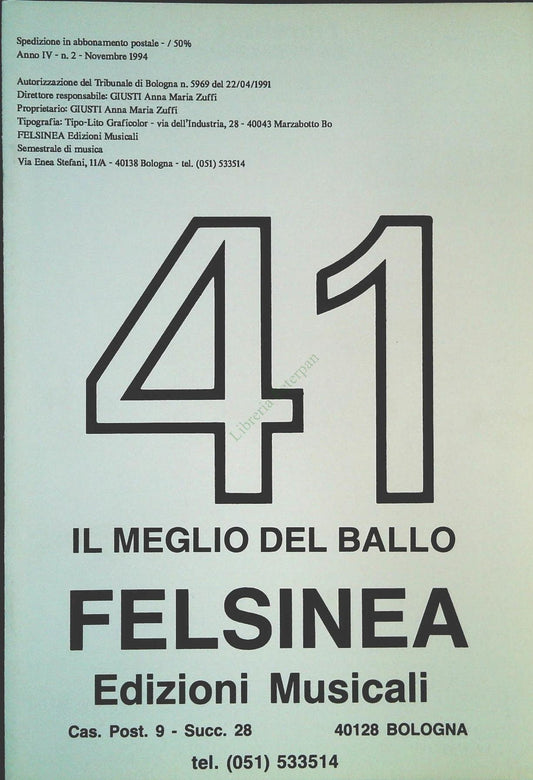 Spedizione in abbonamento postale - / 50%
Anno IV - n. 2 - Novembre 1994
Autorizzazione del Tribunale di Bologna n. 5969 del 22/04/1991
Direttore responsabile: GIUSTI Anna Maria Zuffi
Proprietario: GIUSTI Anna Maria Zuffi
Tipografia: Tipo-Lito Graficolor - via dell'Industria, 28 - 40043 Marzabotto Bo
FELSINEA Edizioni Musicali
Semestrale di musica
Via Enea Stefani, 11/A - 40138 Bologna - tel. (051) 533514
41
Libreria
IL MEGLIO DEL BALLO
FELSINEA
Edizioni Musicali
Cas. Post. 9 - Succ. 28 40128 BOLOGNA
tel. (051) 533514